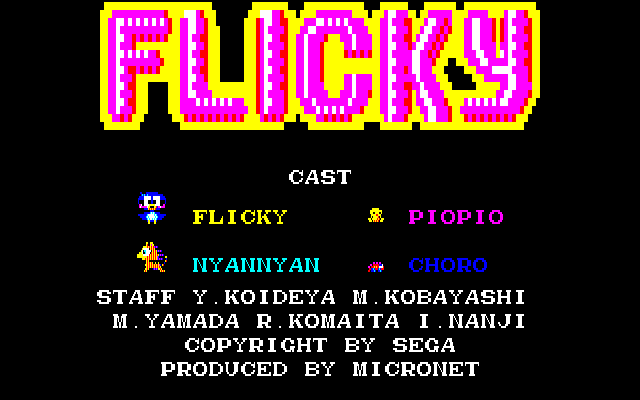 FLICKY
CAST
FLICKY PIOPIO
NYANNYAN CHORO
STAFF Y.KOIDEYA M.KOBAYASHI
M.YAMADA R.KOMAITA I.NANJI
COPYRIGHT BY SEGA
PRODUCED BY MICRONET